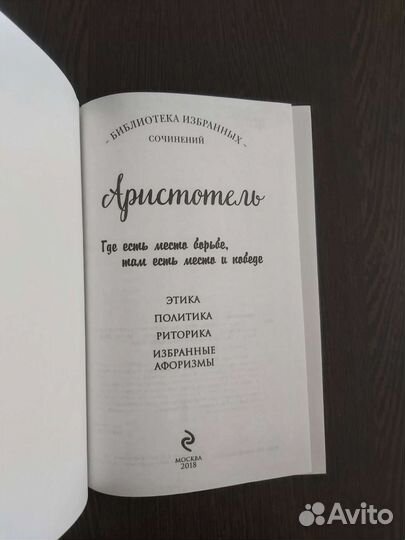 - БИБЛИОТЕКА ИЗБРАННЫХ -
СОЧИНЕНИЙ
Аристотель
Где есть место борьбе,
там есть место и победе
ЭТИКА
ПОЛИТИКА
РИТОРИКА
ИЗБРАННЫЕ
АФОРИЗМЫ
МОСКВА
2018
Avito